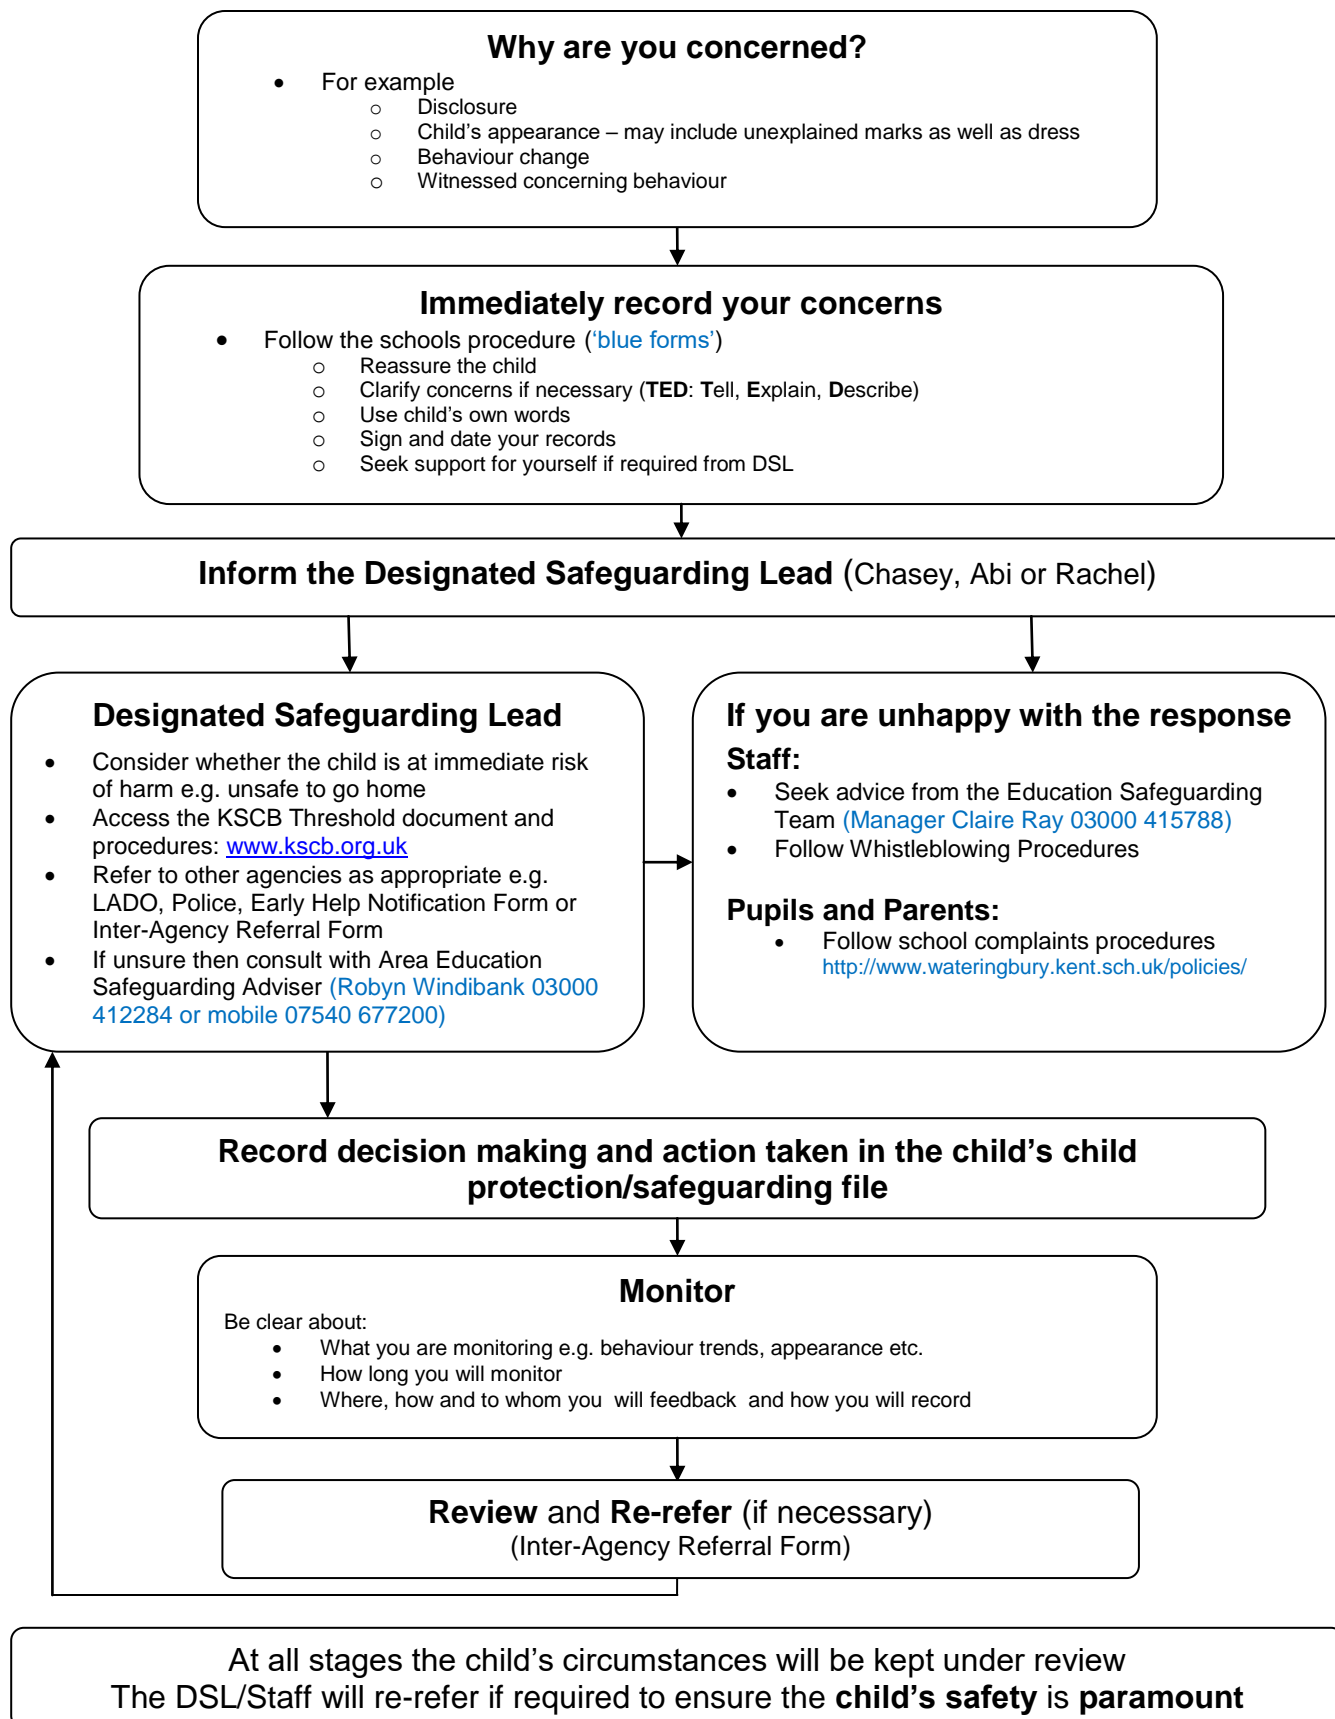 Why are you concerned?
• For example
o Disclosure
o Child's appearance – may include unexplained marks as well as dress
o Behaviour change
o Witnessed concerning behaviour
Immediately record your concerns
• Follow the schools procedure ('blue forms')
o Reassure the child
o Clarify concerns if necessary (TED: Tell, Explain, Describe)
o Use child's own words
o Sign and date your records
o Seek support for yourself if required from DSL
Inform the Designated Safeguarding Lead (Chasey, Abi or Rachel)
Designated Safeguarding Lead
• Consider whether the child is at immediate risk
of harm e.g. unsafe to go home
• Access the KSCB Threshold document and
procedures: www.kscb.org.uk
• Refer to other agencies as appropriate e.g.
LADO, Police, Early Help Notification Form or
Inter-Agency Referral Form
• If unsure then consult with Area Education
Safeguarding Adviser (Robyn Windibank 03000
412284 or mobile 07540 677200)
If you are unhappy with the response
Staff:
• Seek advice from the Education Safeguarding
Team (Manager Claire Ray 03000 415788)
• Follow Whistleblowing Procedures
Pupils and Parents:
• Follow school complaints procedures
http://www.wateringbury.kent.sch.uk/policies/
Record decision making and action taken in the child's child
protection/safeguarding file
Monitor
Be clear about:
• What you are monitoring e.g. behaviour trends, appearance etc.
• How long you will monitor
• Where, how and to whom you will feedback and how you will record
Review and Re-refer (if necessary)
(Inter-Agency Referral Form)
At all stages the child's circumstances will be kept under review
The DSL/Staff will re-refer if required to ensure the child's safety is paramount